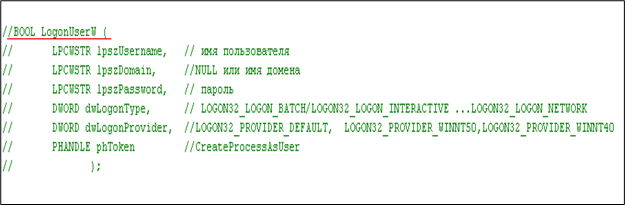 //BOOL LogonUserW (
// LPCWSTR lpszUsername, // имя пользователя
// LPCWSTR lpszDomain, //NULL или имя домена
// LPCWSTR lpszPassword, // пароль
// DWORD dwLogonType, // LOGON32_LOGON_BATCH/LOGON32_LOGON_INTERACTIVE ...LOGON32_LOGON_NETWORK
// DWORD dwLogonProvider, //LOGON32_PROVIDER_DEFAULT, LOGON32_PROVIDER_WINNT50,LOGON32_PROVIDER_WINNT40
// PHANDLE phToken //CreateProcessAsUser
// );